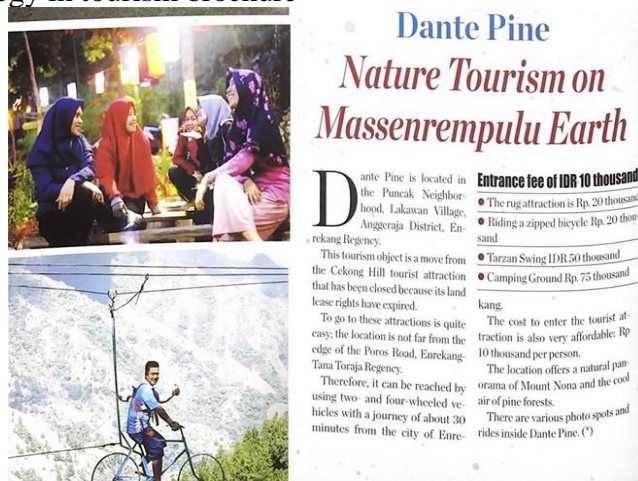 gy in tourism brochure
Dante Pine
Nature Tourism on
Massenrempulu Earth
Dante Pine is located in
the Puncak Neighbor-
hood, Lakawan Village,
Anggeraja District, En-
rekang Regency.
This tourism object is a move from
the Cekong Hill tourist attraction
that has been closed because its land
lease rights have expired.
To go to these attractions is quite
easy; the location is not far from the
edge of the Poros Road, Enrekang-
Tana Toraja Regency.
Therefore, it can be reached by
using two- and four-wheeled ve-
hicles with a journey of about 30
minutes from the city of Enre-
Entrance fee of IDR 10 thousand
The rug attraction is Rp. 20 thousand
Riding a zipped bicycle Rp. 20 thou-
sand
Tarzan Swing IDR 50 thousand
Camping Ground Rp. 75 thousand
kang.
The cost to enter the tourist at-
traction is also very affordable: Rp
10 thousand per person.
The location offers a natural pan-
orama of Mount Nona and the cool
air of pine forests.
There are various photo spots and
rides inside Dante Pine. (*)